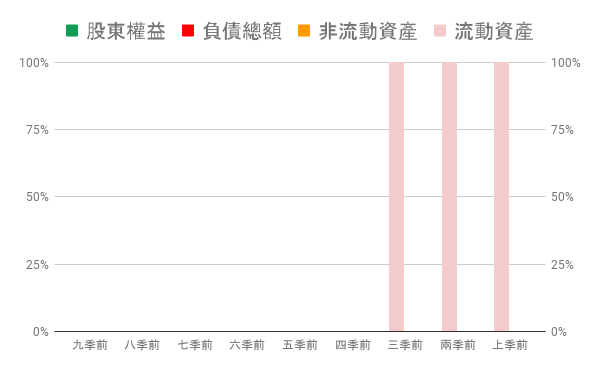 股東權益 負債總額 非流動資產 流動資產
100% 100%
75% 75%
50% 50%
25% 25%
0% 0%
九季前 八季前 七季前 六季前 五季前 四季前 三季前 兩季前 上季前